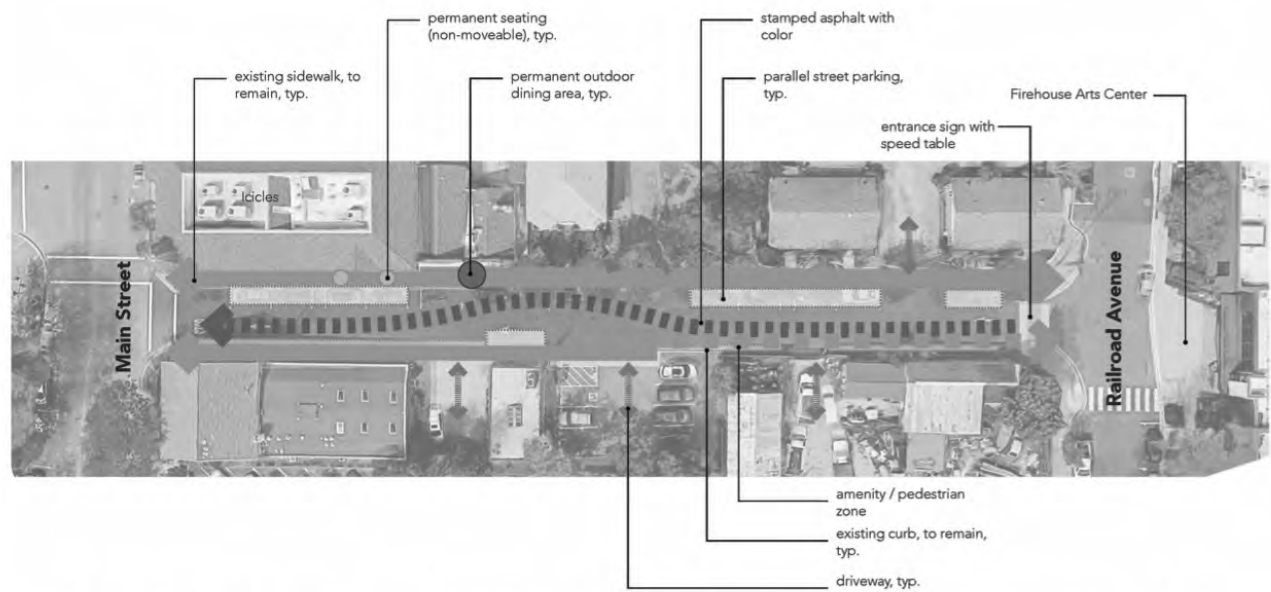 permanent seating
(non-moveable), typ.
stamped asphalt with
color
existing sidewalk, to
remain, typ.
permanent outdoor
dining area, typ.
parallel street parking,
typ.
Firehouse Arts Center
entrance sign with
speed table
Icicles
Main Street
Railroad Avenue
amenity / pedestrian
zone
existing curb, to remain,
typ.
driveway, typ.